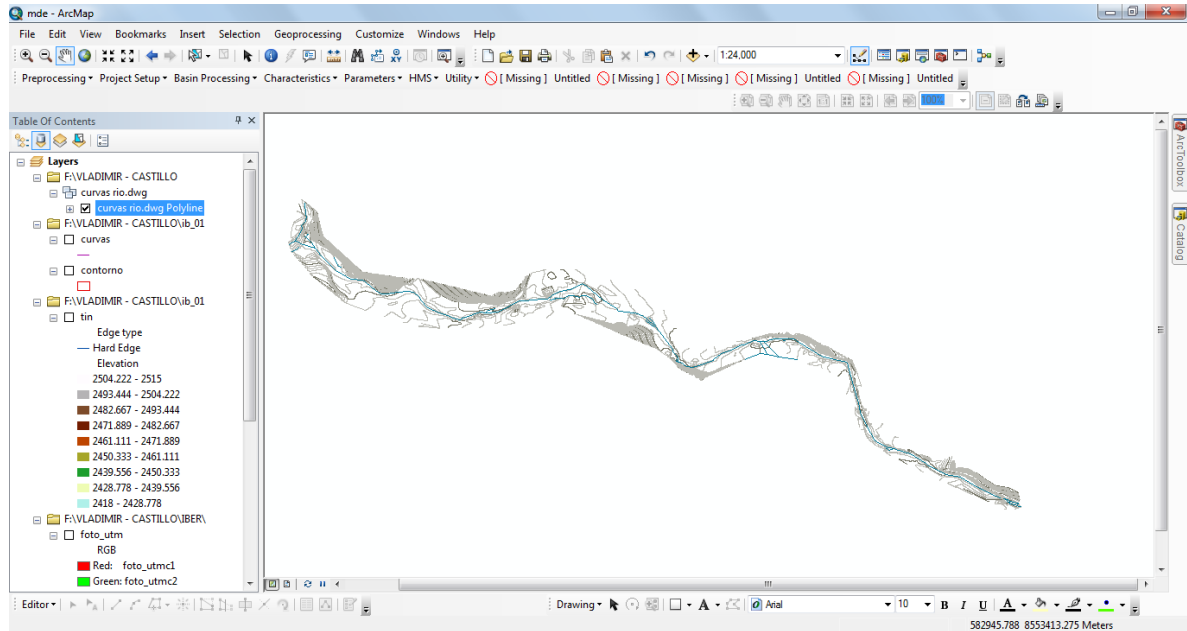 mde - ArcMap
File Edit View Bookmarks Insert Selection Geoprocessing Customize Windows Help
1:24,000
Preprocessing Project Setup Basin Processing Characteristics Parameters HMS Utility [ Missing ] Untitled [ Missing ] [ Missing ] [ Missing ] Untitled [ Missing ] Untitled
100%
Table Of Contents
Layers
F:\VLADIMIR - CASTILLO
curvas rio.dwg
curvas rio.dwg Polyline
F:\VLADIMIR - CASTILLO\ib_01
curvas
contorno
F:\VLADIMIR - CASTILLO\ib_01
tin
Edge type
Hard Edge
Elevation
2504.222 - 2515
2493.444 - 2504.222
2482.667 - 2493.444
2471.889 - 2482.667
2461.111 - 2471.889
2450.333 - 2461.111
2439.556 - 2450.333
2428.778 - 2439.556
2418 - 2428.778
F:\VLADIMIR - CASTILLO\IBER\
foto_utm
RGB
Red: foto_utmc1
Green: foto_utmc2
ArcToolbox
Catalog
Editor
Drawing A Arial 10 B I U A
582945.788 8553413.275 Meters